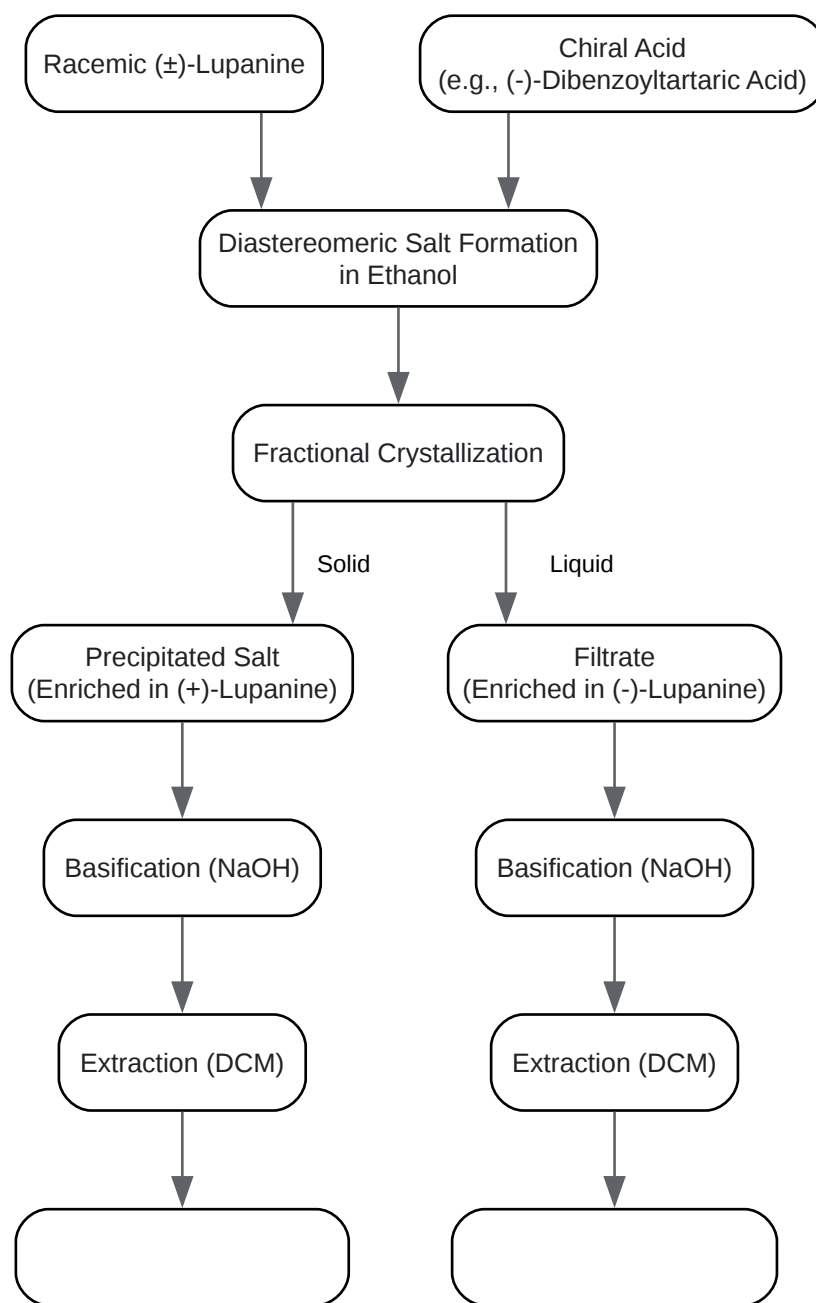 Racemic (±)-Lupanine
Chiral Acid
(e.g., (-)-Dibenzoyltartaric Acid)
Diastereomeric Salt Formation
in Ethanol
Fractional Crystallization
Solid
Liquid
Precipitated Salt
(Enriched in (+)-Lupanine)
Filtrate
(Enriched in (-)-Lupanine)
Basification (NaOH)
Basification (NaOH)
Extraction (DCM)
Extraction (DCM)